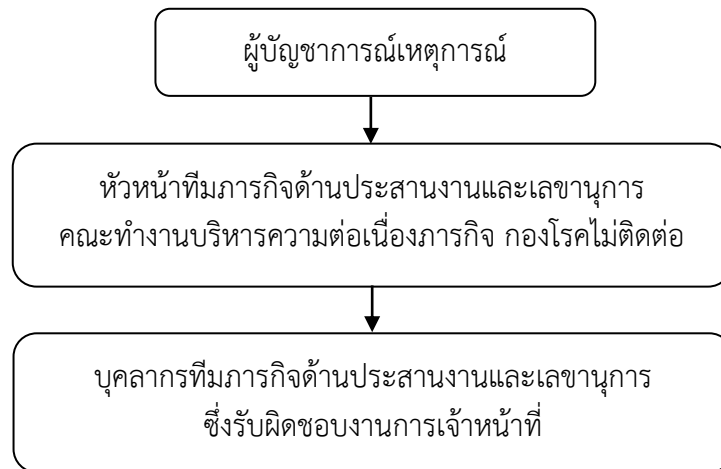 ผู้บัญชาการณ์เหตุการณ์
หัวหน้าทีมภารกิจด้านประสานงานและเลขานุการ
คณะทำงานบริหารความต่อเนื่องภารกิจ กองโรคไม่ติดต่อ
บุคลากรทีมภารกิจด้านประสานงานและเลขานุการ
ซึ่งรับผิดชอบงานการเจ้าหน้าที่